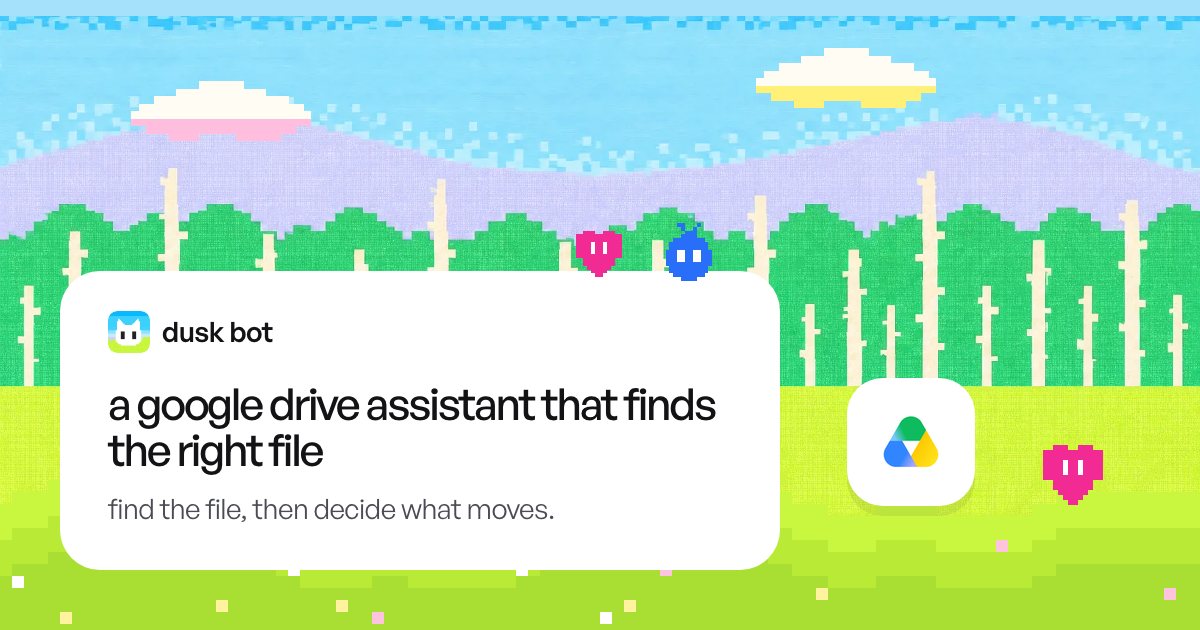 dusk bot
a google drive assistant that finds
the right file
find the file, then decide what moves.